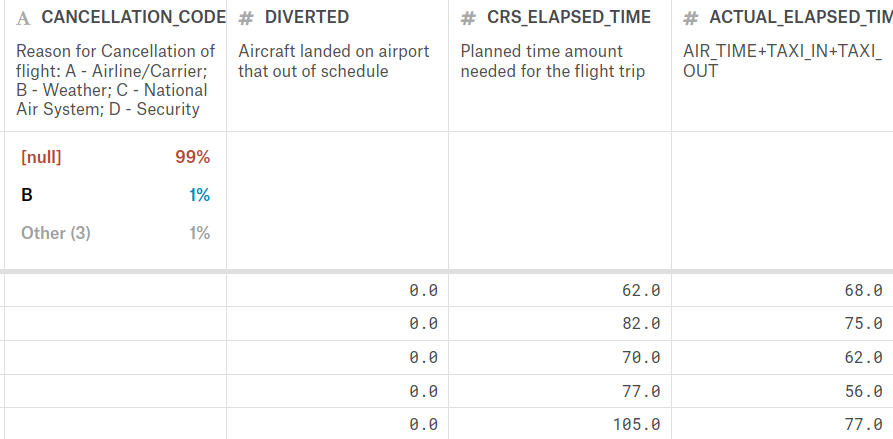 A CANCELLATION_CODE # DIVERTED # CRS_ELAPSED_TIME # ACTUAL_ELAPSED_TIM
Reason for Cancellation of flight: A - Airline/Carrier; B - Weather; C - National Air System; D - Security
Aircraft landed on airport that out of schedule
Planned time amount needed for the flight trip
AIR_TIME+TAXI_IN+TAXI_OUT
[null] 99%
B 1%
Other (3) 1%
0.0 62.0 68.0
0.0 82.0 75.0
0.0 70.0 62.0
0.0 77.0 56.0
0.0 105.0 77.0